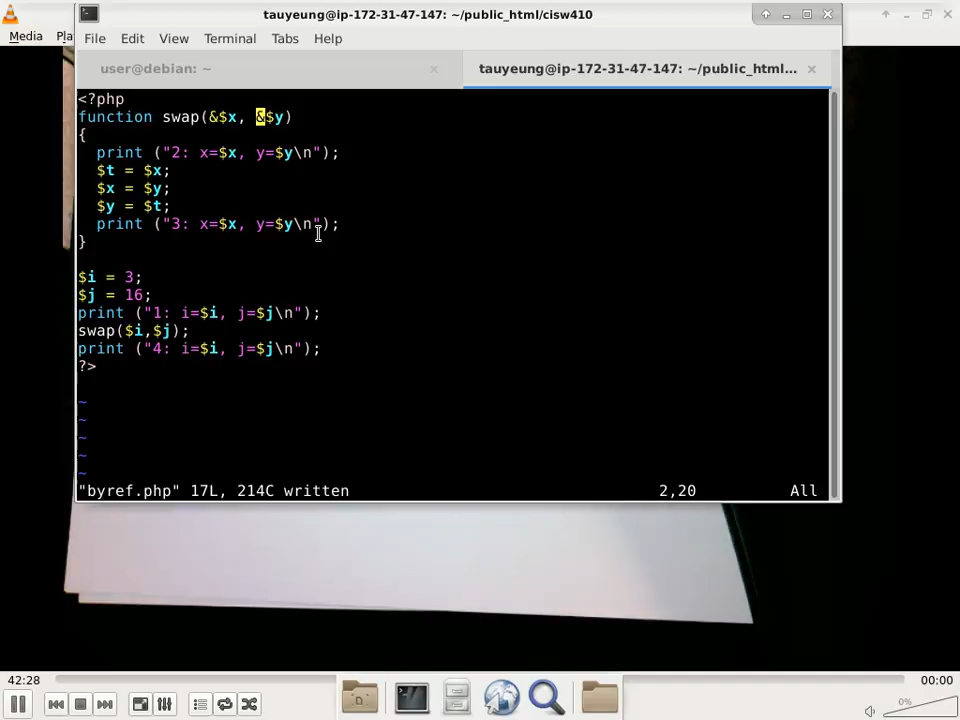 tauyeung@ip-172-31-47-147: ~/public_html/cisw410
Media
File Edit View Terminal Tabs Help
user@debian: ~
tauyeung@ip-172-31-47-147: ~/public_html...
<?php
function swap(&$x, &$y)
{
  print ("2: x=$x, y=$y\n");
  $t = $x;
  $x = $y;
  $y = $t;
  print ("3: x=$x, y=$y\n");
}
$i = 3;
$j = 16;
print ("1: i=$i, j=$j\n");
swap($i,$j);
print ("4: i=$i, j=$j\n");
?>
~
~
~
~
~
"byref.php" 17L, 214C written 2,20 All
42:28 00:00
0%